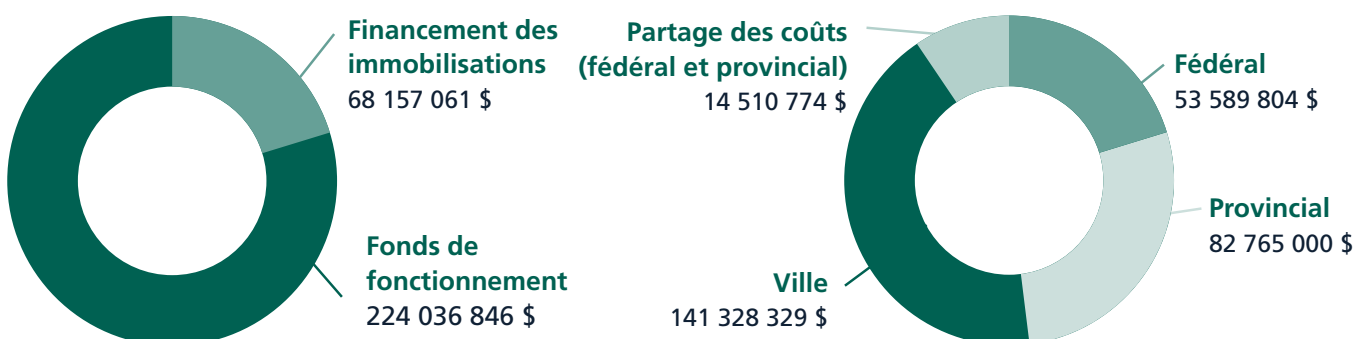 Financement des
immobilisations
68 157 061 $
Fonds de
fonctionnement
224 036 846 $
Partage des coûts
(fédéral et provincial)
14 510 774 $
Fédéral
53 589 804 $
Provincial
82 765 000 $
Ville
141 328 329 $